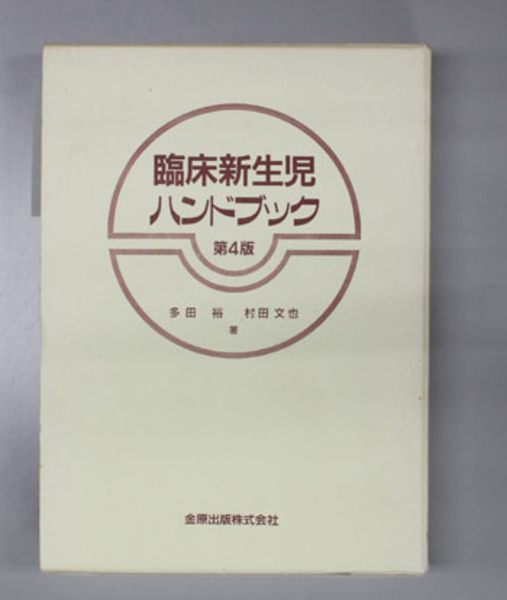 臨床新生児
ハンドブック
第4版
多田 裕 村田文也
著
金原出版株式会社